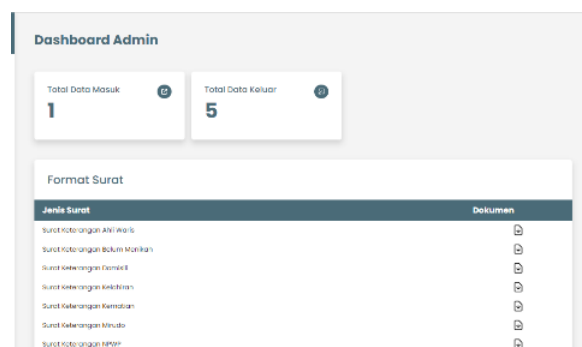 Dashboard Admin
Total Data Masuk
1
Total Data Keluar
5
Format Surat
Jenis Surat Dokumen
Surat Keterangan Ahli Waris
Surat Keterangan Belum Menikah
Surat Keterangan Domisili
Surat Keterangan Kelahiran
Surat Keterangan Kematian
Surat Keterangan
Surat Keterangan NPWP